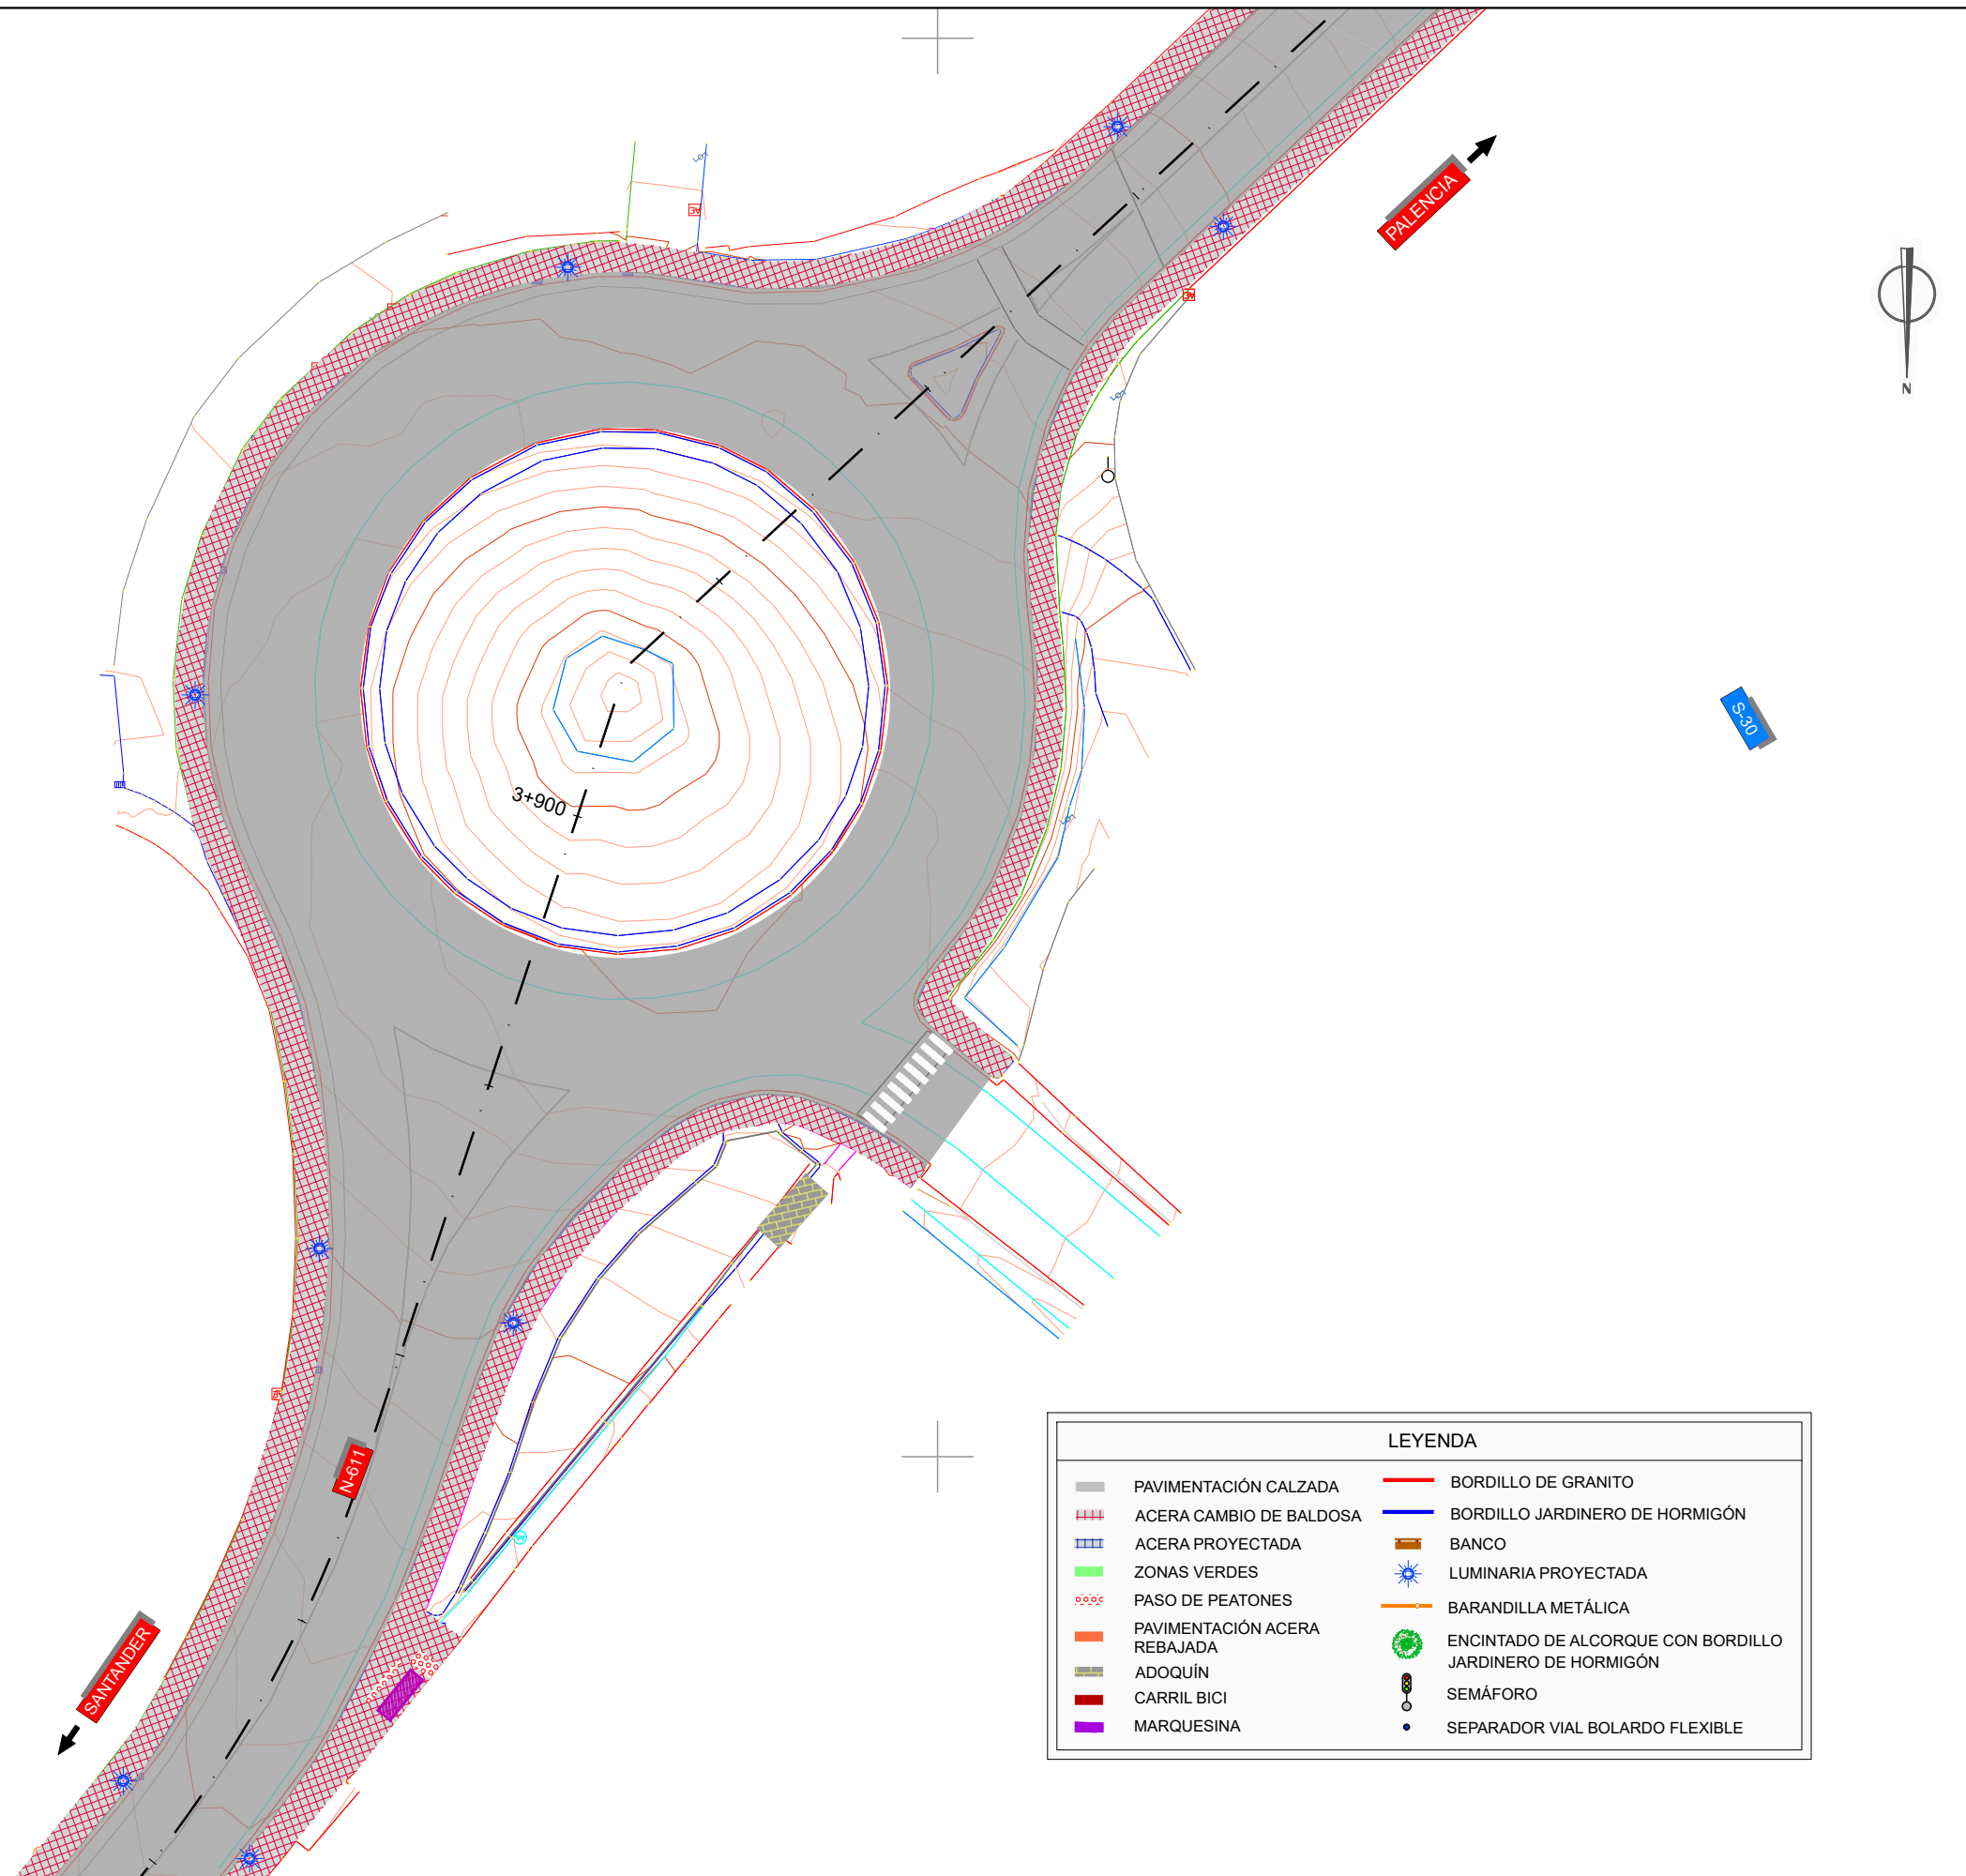 PALENCIA
N
S-30
3+900
N-611
SANTANDER
LEYENDA
PAVIMENTACIÓN CALZADA
ACERA CAMBIO DE BALDOSA
ACERA PROYECTADA
ZONAS VERDES
PASO DE PEATONES
PAVIMENTACIÓN ACERA
REBAJADA
ADOQUÍN
CARRIL BICI
MARQUESINA
BORDILLO DE GRANITO
BORDILLO JARDINERO DE HORMIGÓN
BANCO
LUMINARIA PROYECTADA
BARANDILLA METÁLICA
ENCINTADO DE ALCORQUE CON BORDILLO
JARDINERO DE HORMIGÓN
SEMÁFORO
SEPARADOR VIAL BOLARDO FLEXIBLE